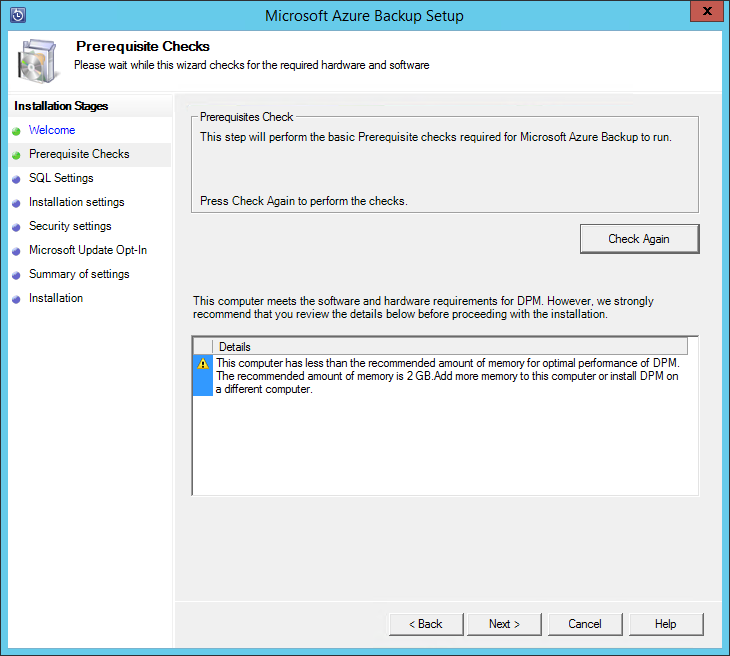 Microsoft Azure Backup Setup
x
Prerequisite Checks
Please wait while this wizard checks for the required hardware and software
Installation Stages
Welcome
Prerequisite Checks
SQL Settings
Installation settings
Security settings
Microsoft Update Opt-In
Summary of settings
Installation
Prerequisites Check
This step will perform the basic Prerequisite checks required for Microsoft Azure Backup to run.
Press Check Again to perform the checks.
Check Again
This computer meets the software and hardware requirements for DPM. However, we strongly
recommend that you review the details below before proceeding with the installation.
Details
This computer has less than the recommended amount of memory for optimal performance of DPM.
The recommended amount of memory is 2 GB.Add more memory to this computer or install DPM on
a different computer.
< Back
Next >
Cancel
Help